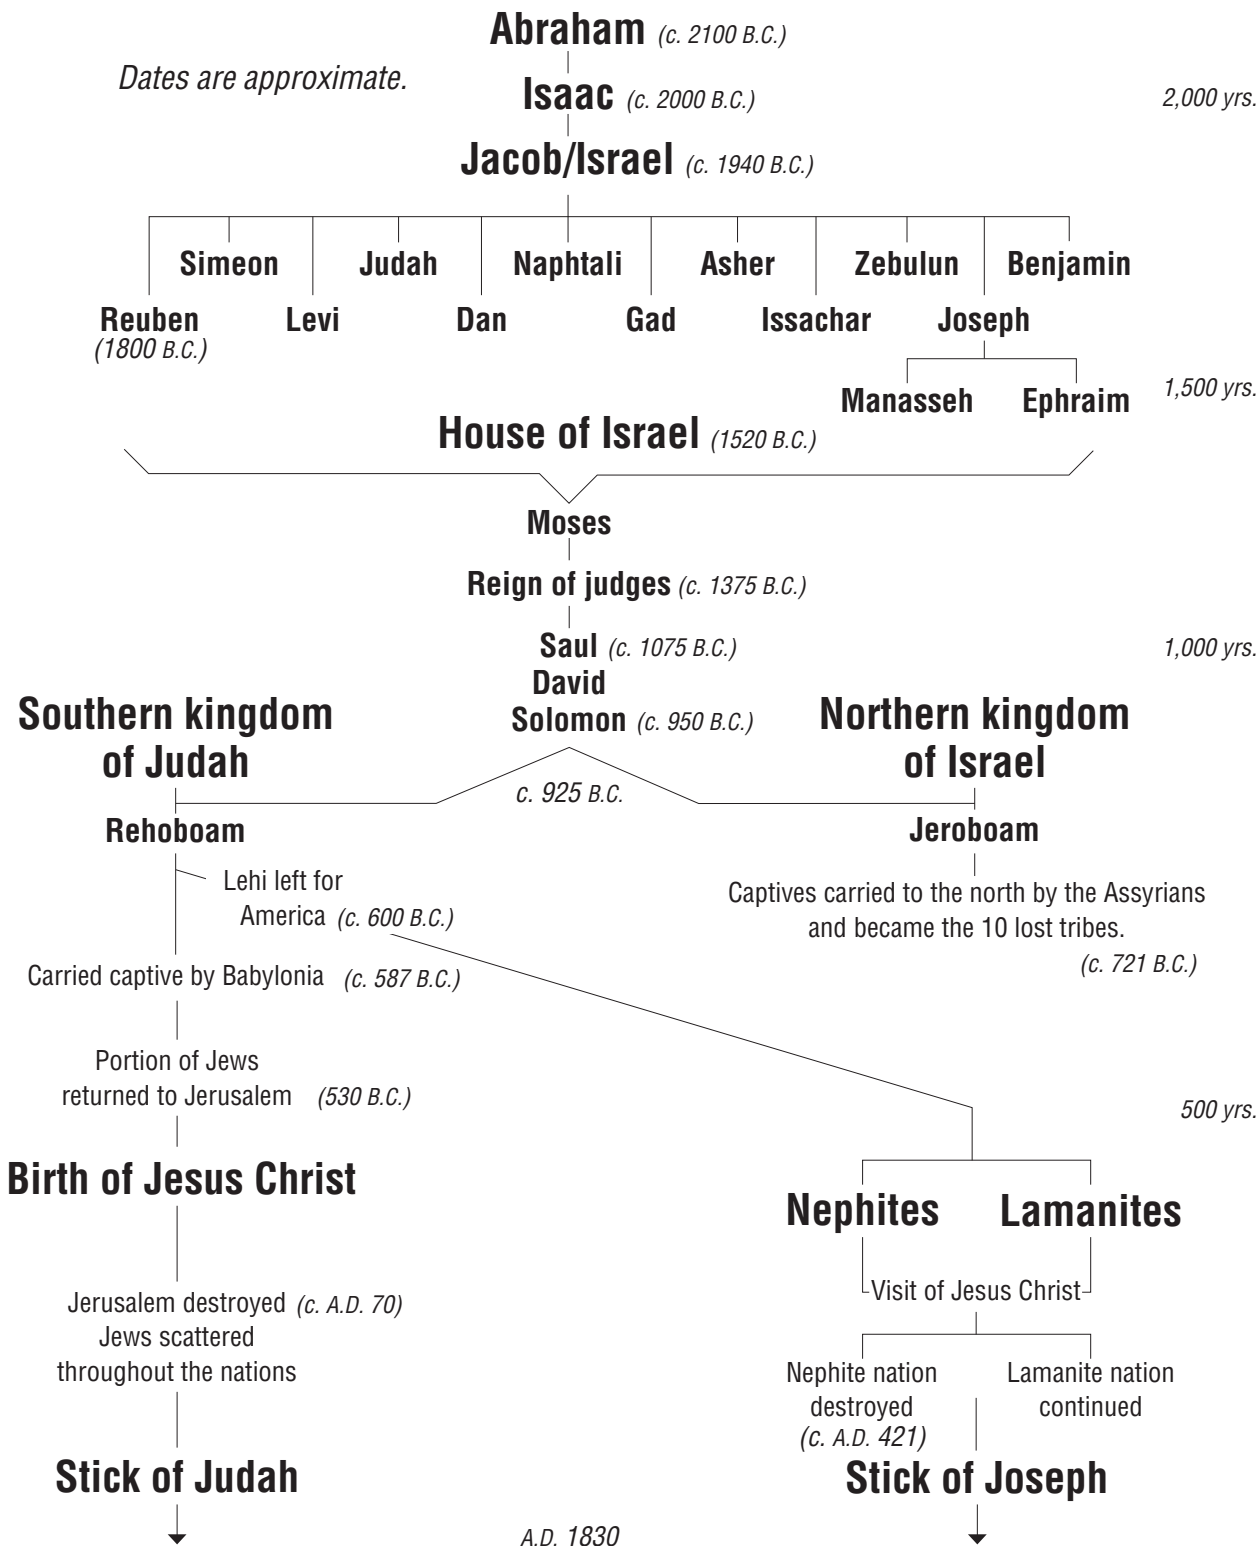 Abraham (c. 2100 B.C.)
Dates are approximate.
Isaac (c. 2000 B.C.)
2,000 yrs.
Jacob/Israel (c. 1940 B.C.)
Simeon Judah Naphtali Asher Zebulun Benjamin
Reuben Levi Dan Gad Issachar Joseph
(1800 B.C.)
Manasseh Ephraim
1,500 yrs.
House of Israel (1520 B.C.)
Moses
Reign of judges (c. 1375 B.C.)
Saul (c. 1075 B.C.)
1,000 yrs.
David
Solomon (c. 950 B.C.)
Southern kingdom
of Judah
Northern kingdom
of Israel
c. 925 B.C.
Rehoboam
Jeroboam
Lehi left for
America (c. 600 B.C.)
Captives carried to the north by the Assyrians
and became the 10 lost tribes.
(c. 721 B.C.)
Carried captive by Babylonia (c. 587 B.C.)
Portion of Jews
returned to Jerusalem (530 B.C.)
500 yrs.
Birth of Jesus Christ
Nephites Lamanites
Visit of Jesus Christ
Jerusalem destroyed (c. A.D. 70)
Jews scattered
throughout the nations
Nephite nation
destroyed
(c. A.D. 421)
Lamanite nation
continued
Stick of Judah
Stick of Joseph
A.D. 1830